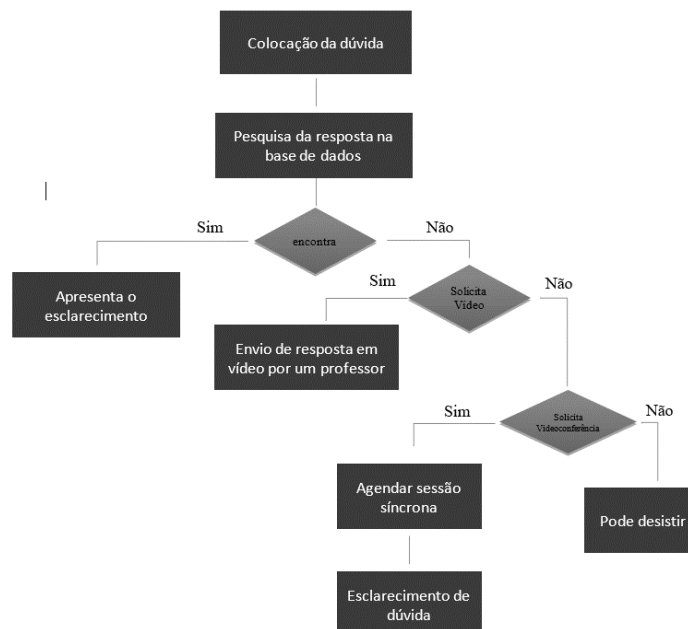 Colocação da dúvida
Pesquisa da resposta na
base de dados
Sim
encontra
Não
Apresenta o
esclarecimento
Sim
Solicita
Vídeo
Não
Envio de resposta em
vídeo por um professor
Sim
Solicita
Videoconferência
Não
Agendar sessão
síncrona
Pode desistir
Esclarecimento de
dúvida